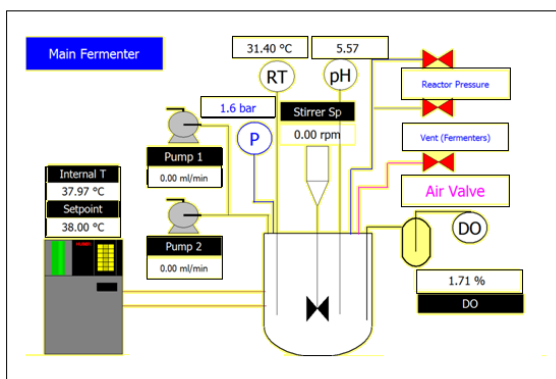 Main Fermenter
31.40 °C
5.57
RT
pH
Reactor Pressure
1.6 bar
Stirrer Sp
P
0.00 rpm
Vent (Fermenters)
Pump 1
0.00 ml/min
Air Valve
Internal T
37.97 °C
Setpoint
38.00 °C
DO
Pump 2
0.00 ml/min
1.71 %
DO